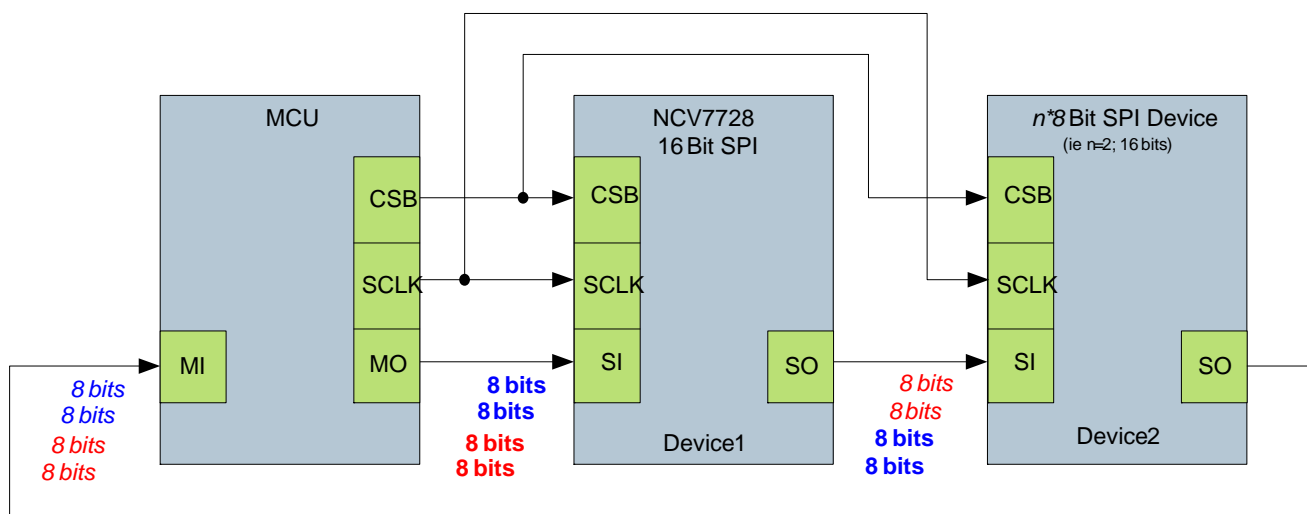 MCU
NCV7728
16 Bit SPI
n*8 Bit SPI Device
(ie n=2; 16 bits)
CSB
CSB
CSB
SCLK
SCLK
SCLK
MI
MO
SI
SO
SI
SO
8 bits
8 bits
8 bits
8 bits
8 bits
8 bits
8 bits
8 bits
8 bits
8 bits
8 bits
8 bits
Device1
Device2